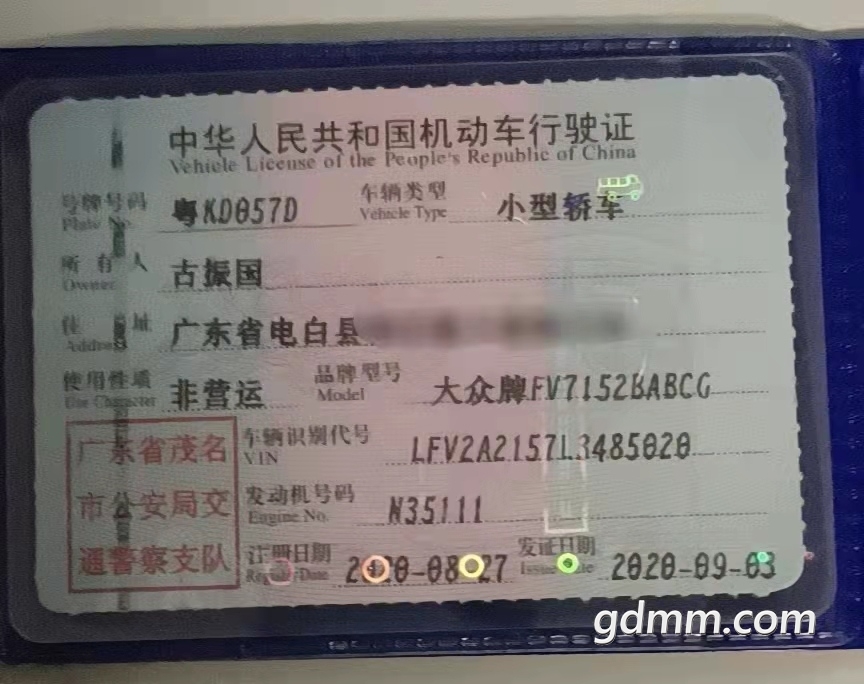 中华人民共和国机动车行驶证
Vehicle License of the People's Republic of China
号牌号码 粤KD057D 车辆类型 小型轿车
Plate No. Vehicle Type
所有人 古振国
Owner
住址 广东省电白县
Address
使用性质 非营运 品牌型号 大众牌FV7152BABCG
Use Character Model
广东省茂名 车辆识别代号 LFV2A2157L3485020
VIN
市公安局交 发动机号码 N35111
Engine No.
通警察支队 注册日期 2020-08-27 发证日期 2020-09-03
Register Date Issue Date
gdmm.com